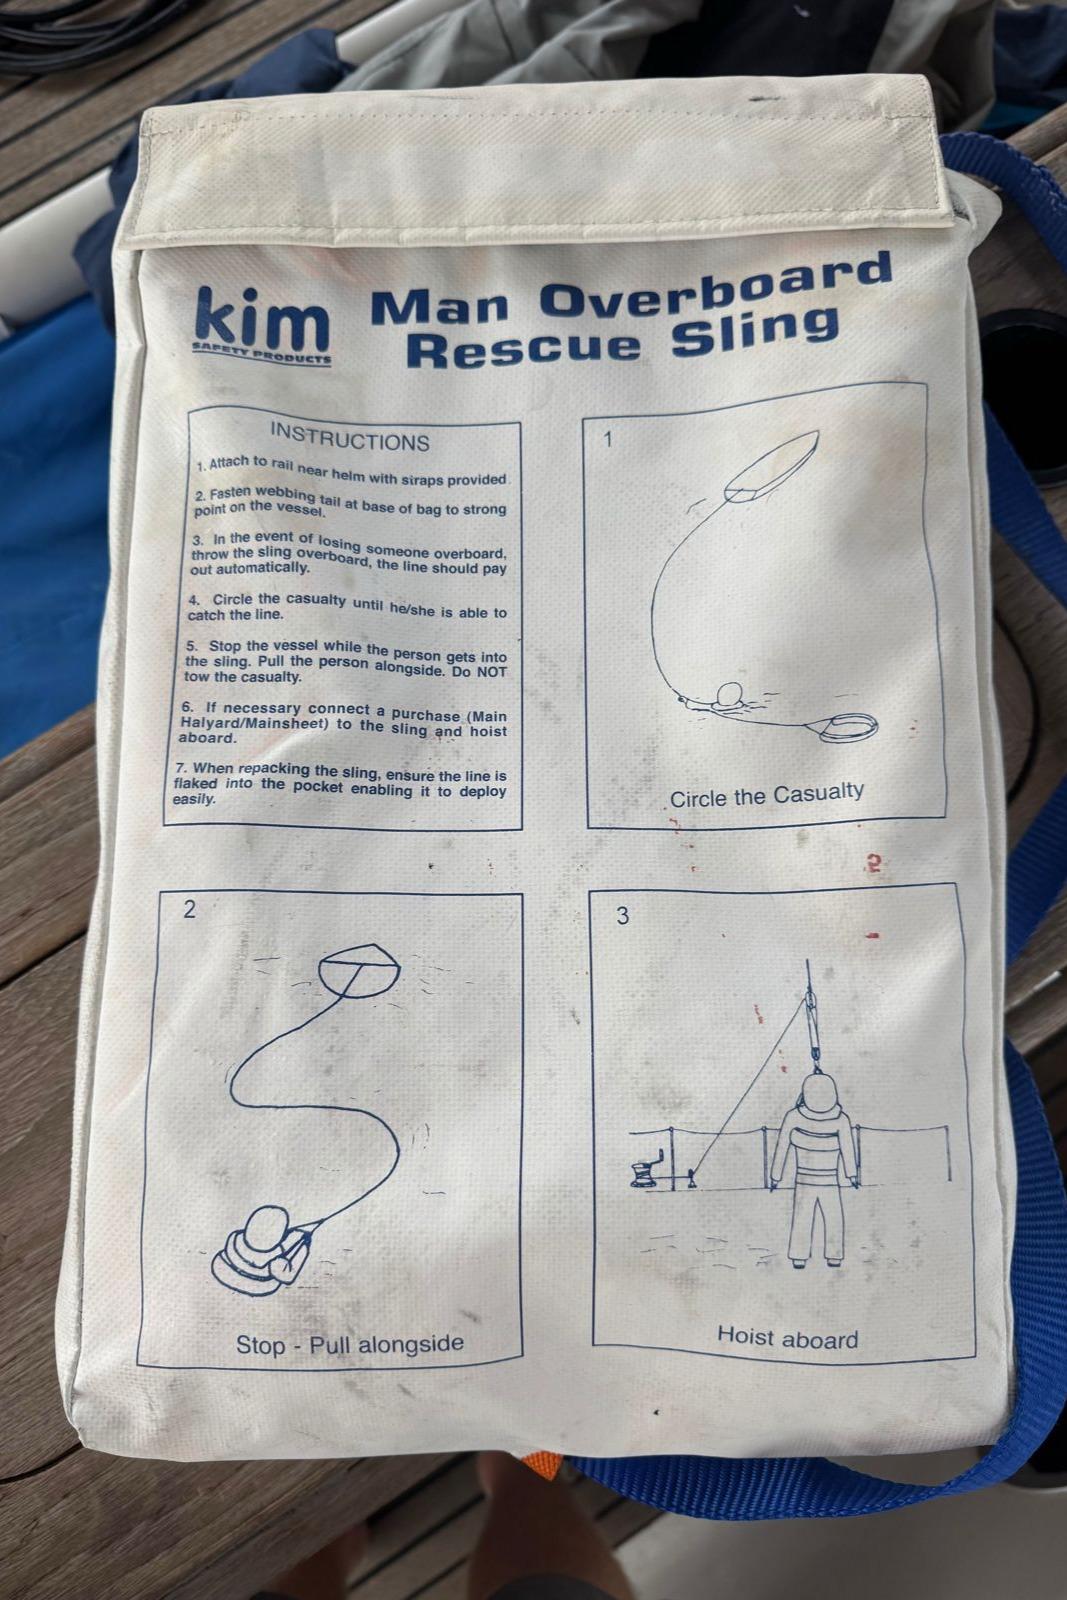 kim
SAFETY PRODUCTS
Man Overboard
Rescue Sling
INSTRUCTIONS
1. Attach to rail near helm with straps provided
2. Fasten webbing tail at base of bag to strong
point on the vessel.
3. In the event of losing someone overboard,
throw the sling overboard, the line should pay
out automatically.
4. Circle the casualty until he/she is able to
catch the line.
5. Stop the vessel while the person gets into
the sling. Pull the person alongside. Do NOT
tow the casualty.
6. If necessary connect a purchase (Main
Halyard/Mainsheet) to the sling and hoist
aboard.
7. When repacking the sling, ensure the line is
flaked into the pocket enabling it to deploy
easily.
1
Circle the Casualty
2
Stop - Pull alongside
3
Hoist aboard